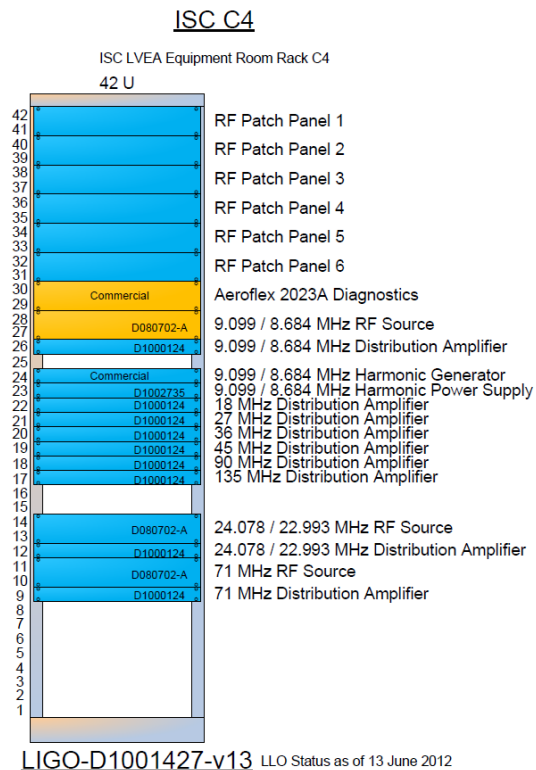 ISC C4
ISC LVEA Equipment Room Rack C4
42 U
42
41
RF Patch Panel 1
40
39
RF Patch Panel 2
38
37
RF Patch Panel 3
36
35
RF Patch Panel 4
34
33
RF Patch Panel 5
32
31
RF Patch Panel 6
30
29
Commercial Aeroflex 2023A Diagnostics
28
27
D080702-A 9.099 / 8.684 MHz RF Source
26 D1000124 9.099 / 8.684 MHz Distribution Amplifier
25
24 Commercial 9.099 / 8.684 MHz Harmonic Generator
23 D1002735 9.099 / 8.684 MHz Harmonic Power Supply
22 D1000124 18 MHz Distribution Amplifier
21 D1000124 27 MHz Distribution Amplifier
20 D1000124 36 MHz Distribution Amplifier
19 D1000124 45 MHz Distribution Amplifier
18 D1000124 90 MHz Distribution Amplifier
17 D1000124 135 MHz Distribution Amplifier
16
15
14
13
D080702-A 24.078 / 22.993 MHz RF Source
12 D1000124 24.078 / 22.993 MHz Distribution Amplifier
11
10
D080702-A 71 MHz RF Source
9 D1000124 71 MHz Distribution Amplifier
8
7
6
5
4
3
2
1
LIGO-D1001427-v13 LLO Status as of 13 June 2012